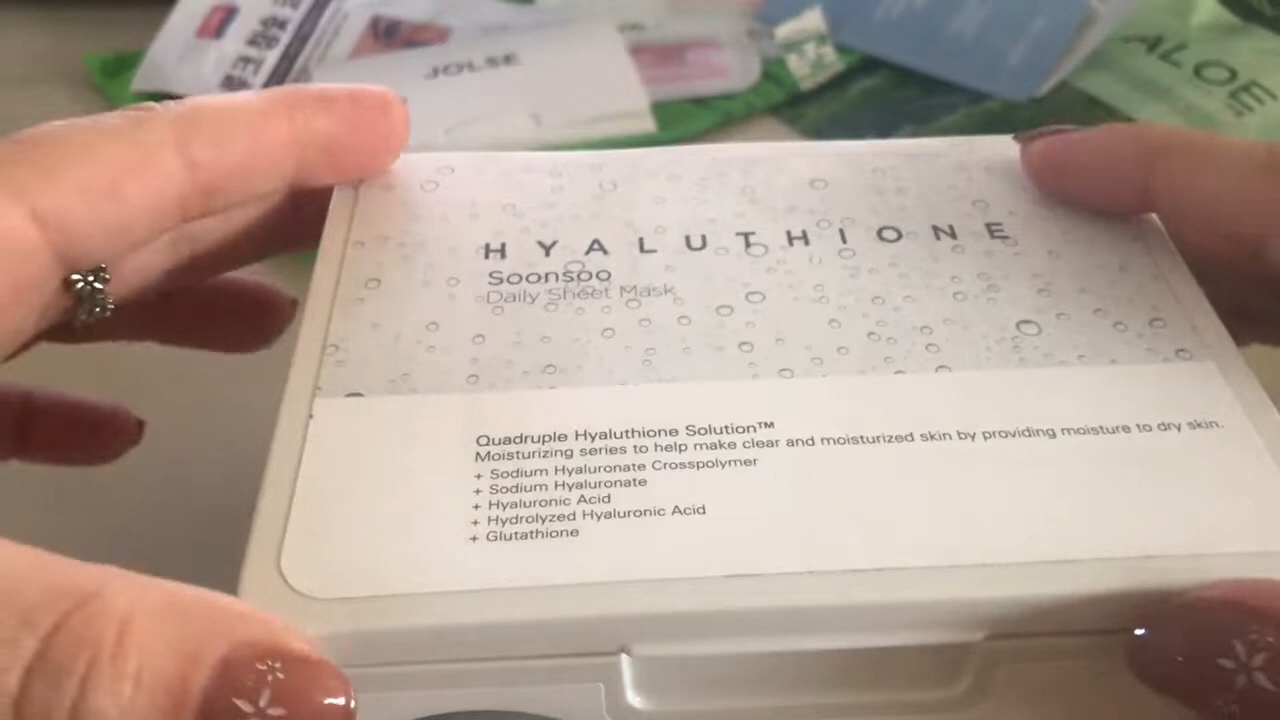 JOLSE
ALOE
HYALUTHIONE
Soonsoo
Daily Sheet Mask
Quadruple Hyaluthione Solution™
Moisturizing series to help make clear and moisturized skin by providing moisture to dry skin.
+ Sodium Hyaluronate Crosspolymer
+ Sodium Hyaluronate
+ Hyaluronic Acid
+ Hydrolyzed Hyaluronic Acid
+ Glutathione